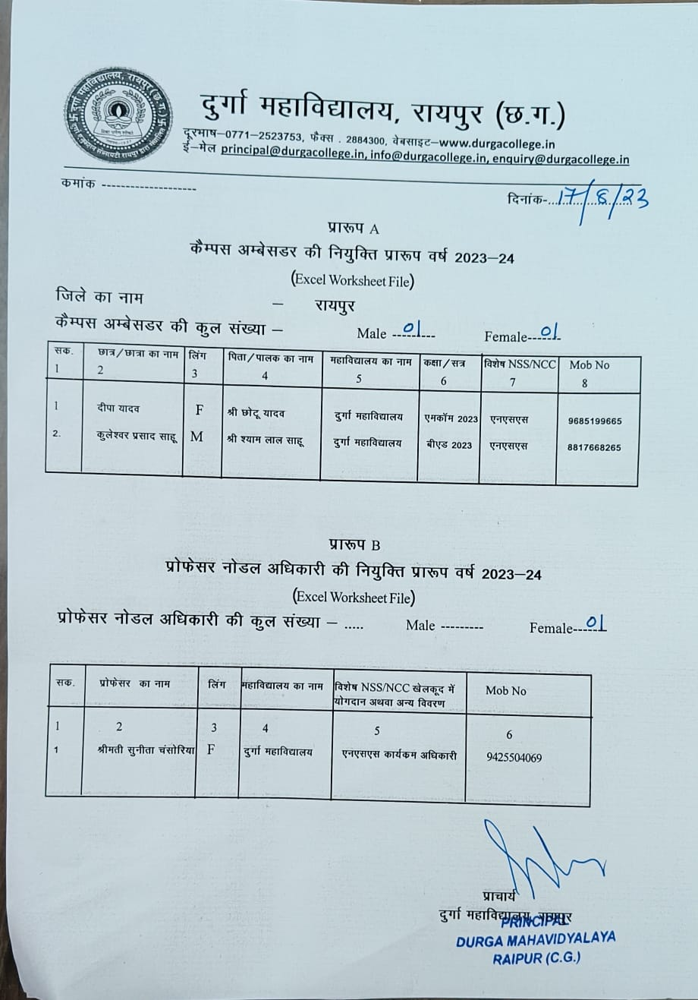 दुर्गा महाविद्यालय, रायपुर (छ.ग.)
दूरभाष–0771–2523753, फैक्स . 2884300, वेबसाइट–www.durgacollege.in
ई–मेल principal@durgacollege.in, info@durgacollege.in, enquiry@durgacollege.in
कमांक --------------------
दिनांक-...17/8/23
प्रारूप A
कैम्पस अम्बेसडर की नियुक्ति प्रारूप वर्ष 2023–24
(Excel Worksheet File)
जिले का नाम – रायपुर
कैम्पस अम्बेसडर की कुल संख्या – Male 01 Female 01
सक. छात्र/छात्रा का नाम लिंग पिता/पालक का नाम महाविद्यालय का नाम कक्षा/सत्र विशेष NSS/NCC Mob No
1 2 3 4 5 6 7 8
1 दीपा यादव F श्री छोटू यादव दुर्गा महाविद्यालय एमकॉम 2023 एनएसएस 9685199665
2. कुलेश्वर प्रसाद साहू M श्री श्याम लाल साहू दुर्गा महाविद्यालय बीएड 2023 एनएसएस 8817668265
प्रारूप B
प्रोफेसर नोडल अधिकारी की नियुक्ति प्रारूप वर्ष 2023–24
(Excel Worksheet File)
प्रोफेसर नोडल अधिकारी की कुल संख्या – ..... Male --------- Female 01
सक. प्रोफेसर का नाम लिंग महाविद्यालय का नाम विशेष NSS/NCC खेलकूद में योगदान अथवा अन्य विवरण Mob No
1 2 3 4 5 6
1 श्रीमती सुनीता चंसोरिया F दुर्गा महाविद्यालय एनएसएस कार्यकम अधिकारी 9425504069
प्राचार्य
दुर्गा महाविद्यालय, रायपुर
PRINCIPAL
DURGA MAHAVIDYALAYA
RAIPUR (C.G.)